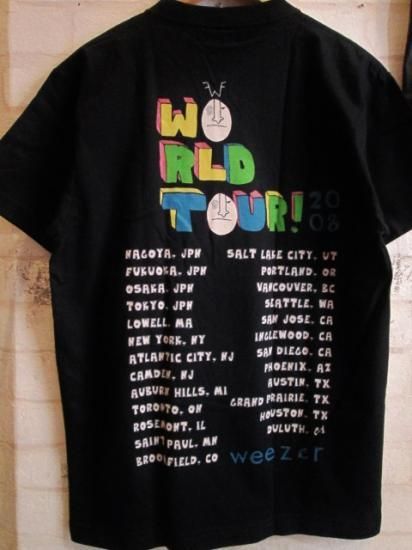 WO
RLD
TOUR! 2008
NAGOYA, JPN
FUKUOKA, JPN
OSAKA, JPN
TOKYO, JPN
LOWELL, MA
NEW YORK, NY
ATLANTIC CITY, NJ
CAMDEN, NJ
AUBURN HILLS, MI
TORONTO, ON
ROSEMONT, IL
SAINT PAUL, MN
BROOMFIELD, CO
SALT LAKE CITY, UT
PORTLAND, OR
VANCOUVER, BC
SEATTLE, WA
SAN JOSE, CA
INGLEWOOD, CA
SAN DIEGO, CA
PHOENIX, AZ
AUSTIN, TX
GRAND PRAIRIE, TX
HOUSTON, TX
DULUTH, GA
weezer